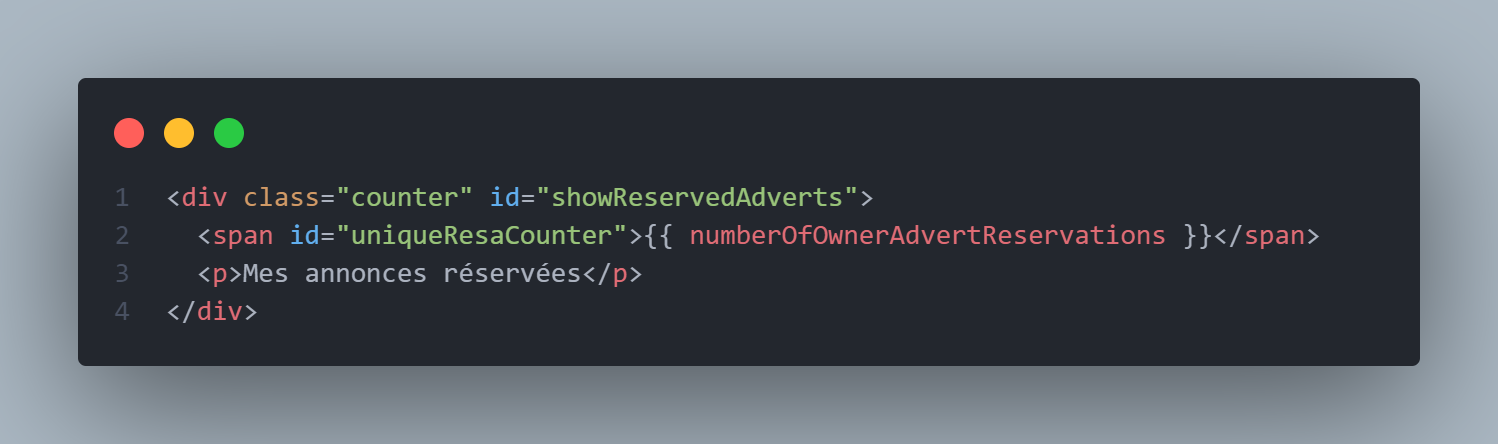 1 <div class="counter" id="showReservedAdverts">
2   <span id="uniqueResaCounter">{{ numberOfOwnerAdvertReservations }}</span>
3   <p>Mes annonces réservées</p>
4 </div>